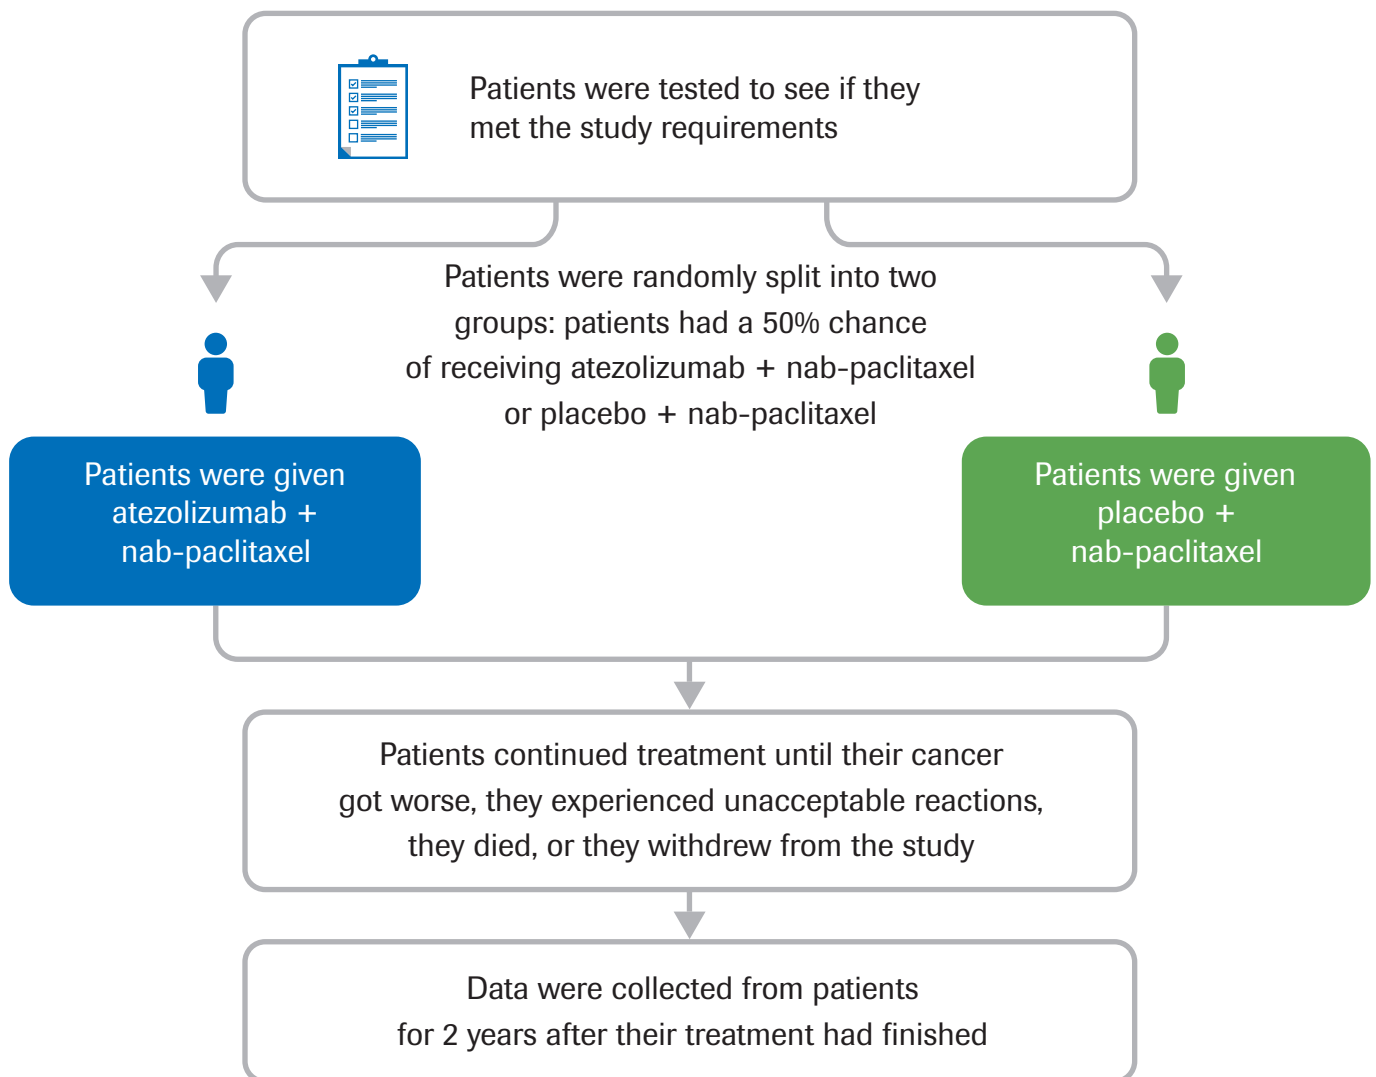 Patients were tested to see if they
met the study requirements
Patients were randomly split into two
groups: patients had a 50% chance
of receiving atezolizumab + nab-paclitaxel
or placebo + nab-paclitaxel
Patients were given
atezolizumab +
nab-paclitaxel
Patients were given
placebo +
nab-paclitaxel
Patients continued treatment until their cancer
got worse, they experienced unacceptable reactions,
they died, or they withdrew from the study
Data were collected from patients
for 2 years after their treatment had finished